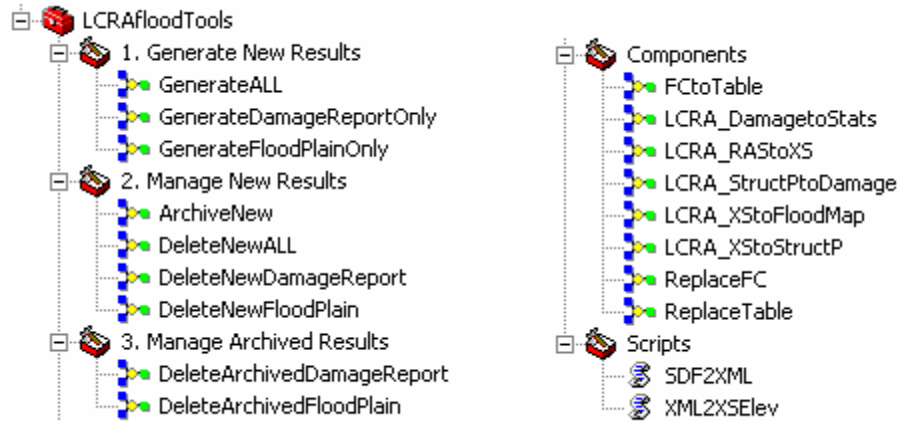 LCRAfloodTools
1. Generate New Results
GenerateALL
GenerateDamageReportOnly
GenerateFloodPlainOnly
2. Manage New Results
ArchiveNew
DeleteNewALL
DeleteNewDamageReport
DeleteNewFloodPlain
3. Manage Archived Results
DeleteArchivedDamageReport
DeleteArchivedFloodPlain
Components
FCtoTable
LCRA_DamagetoStats
LCRA_RAStoXS
LCRA_StructPtoDamage
LCRA_XStoFloodMap
LCRA_XStoStructP
ReplaceFC
ReplaceTable
Scripts
SDF2XML
XML2XSElev